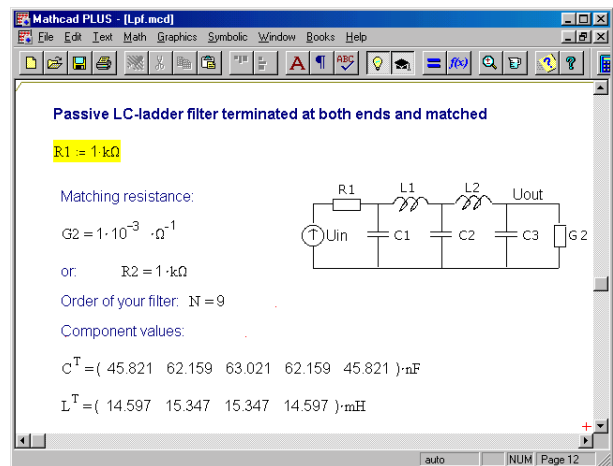 Mathcad PLUS - [Lpf.mcd]
File Edit Text Math Graphics Symbolic Window Books Help
A ¶ ABC = f(x) ? ?
Passive LC-ladder filter terminated at both ends and matched
R1 := 1·kΩ
Matching resistance:
G2 = 1·10^-3 ·Ω^-1
or: R2 = 1·kΩ
Order of your filter: N = 9
Component values:
C^T = ( 45.821 62.159 63.021 62.159 45.821 )·nF
L^T = ( 14.597 15.347 15.347 14.597 )·mH
R1 L1 L2 Uout
Uin C1 C2 C3 G2
auto NUM Page 12